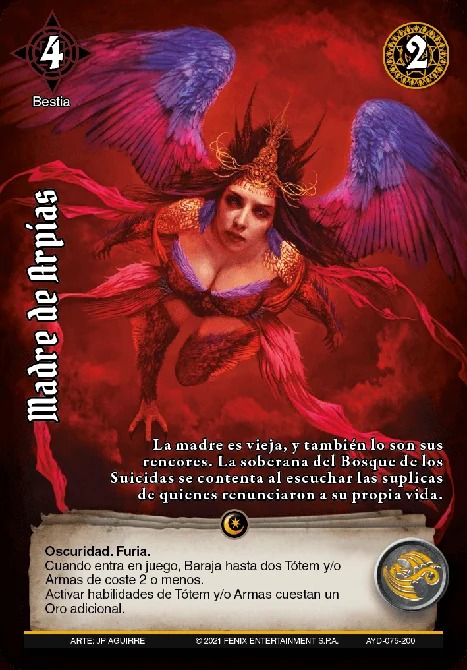 4
2
Bestia
Madre de Arpías
La madre es vieja, y también lo son sus
rencores. La soberana del Bosque de los
Suicidas se contenta al escuchar las suplicas
de quienes renunciaron a su propia vida.
Oscuridad. Furia.
Cuando entra en juego, Baraja hasta dos Tótem y/o
Armas de coste 2 o menos.
Activar habilidades de Tótem y/o Armas cuestan un
Oro adicional.
ARTE: JP AGUIRRE © 2021 FENIX ENTERTAINMENT S.P.A. AYD-075-200